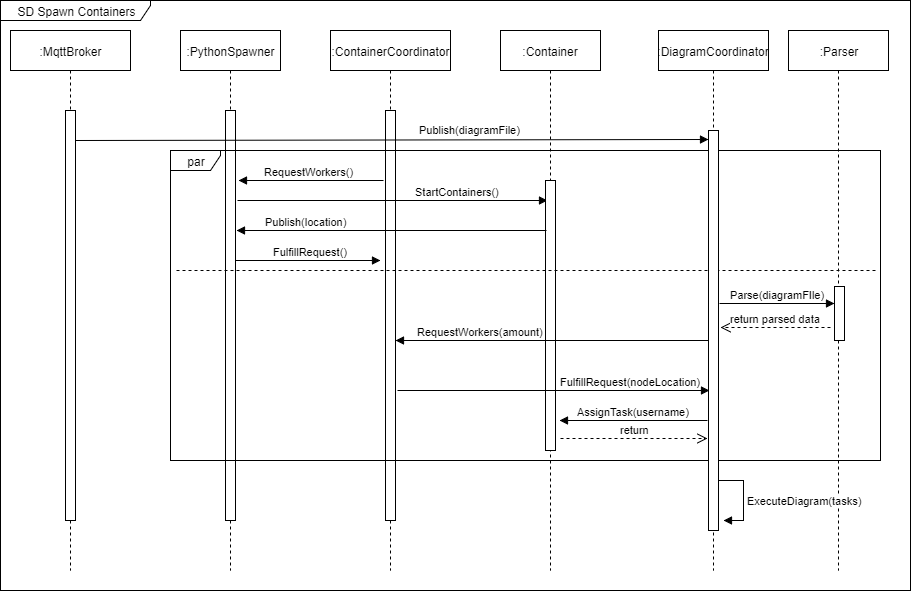 SD Spawn Containers
:MqttBroker
:PythonSpawner
:ContainerCoordinator
:Container
:DiagramCoordinator
:Parser
Publish(diagramFile)
par
RequestWorkers()
StartContainers()
Publish(location)
FulfillRequest()
Parse(diagramFIle)
return parsed data
RequestWorkers(amount)
FulfillRequest(nodeLocation)
AssignTask(username)
return
ExecuteDiagram(tasks)